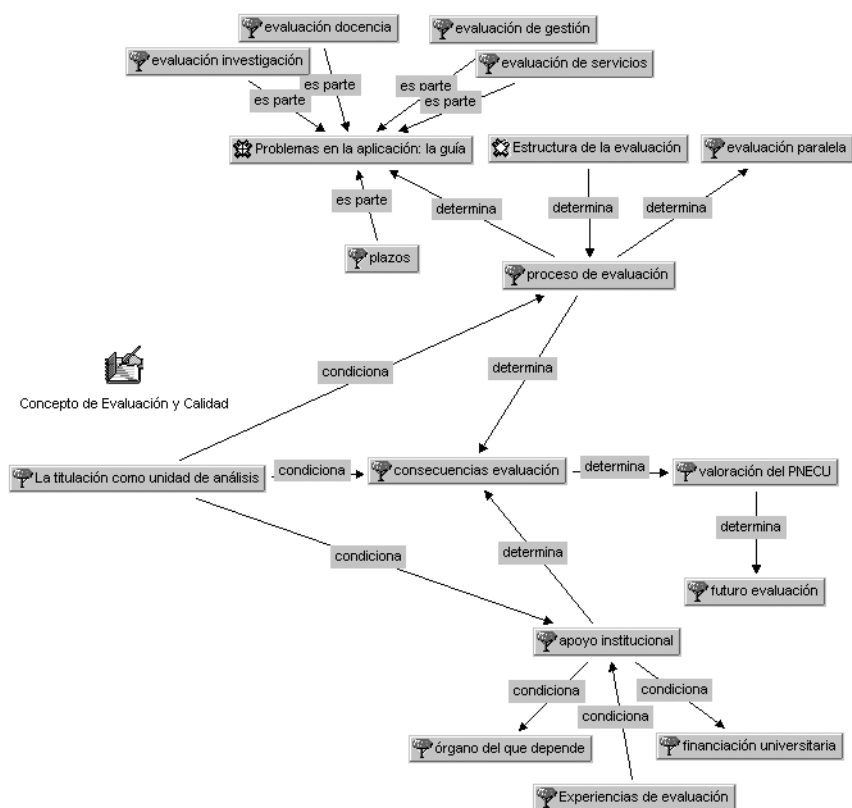 evaluación docencia
evaluación de gestión
evaluación investigación
evaluación de servicios
es parte
es parte
es parte
es parte
Problemas en la aplicación: la guía
Estructura de la evaluación
evaluación paralela
es parte
determina
determina
determina
plazos
proceso de evaluación
condiciona
determina
Concepto de Evaluación y Calidad
La titulación como unidad de análisis
condiciona
consecuencias evaluación
determina
valoración del PNECU
determina
condiciona
determina
futuro evaluación
apoyo institucional
condiciona
condiciona
condiciona
órgano del que depende
financiación universitaria
Experiencias de evaluación